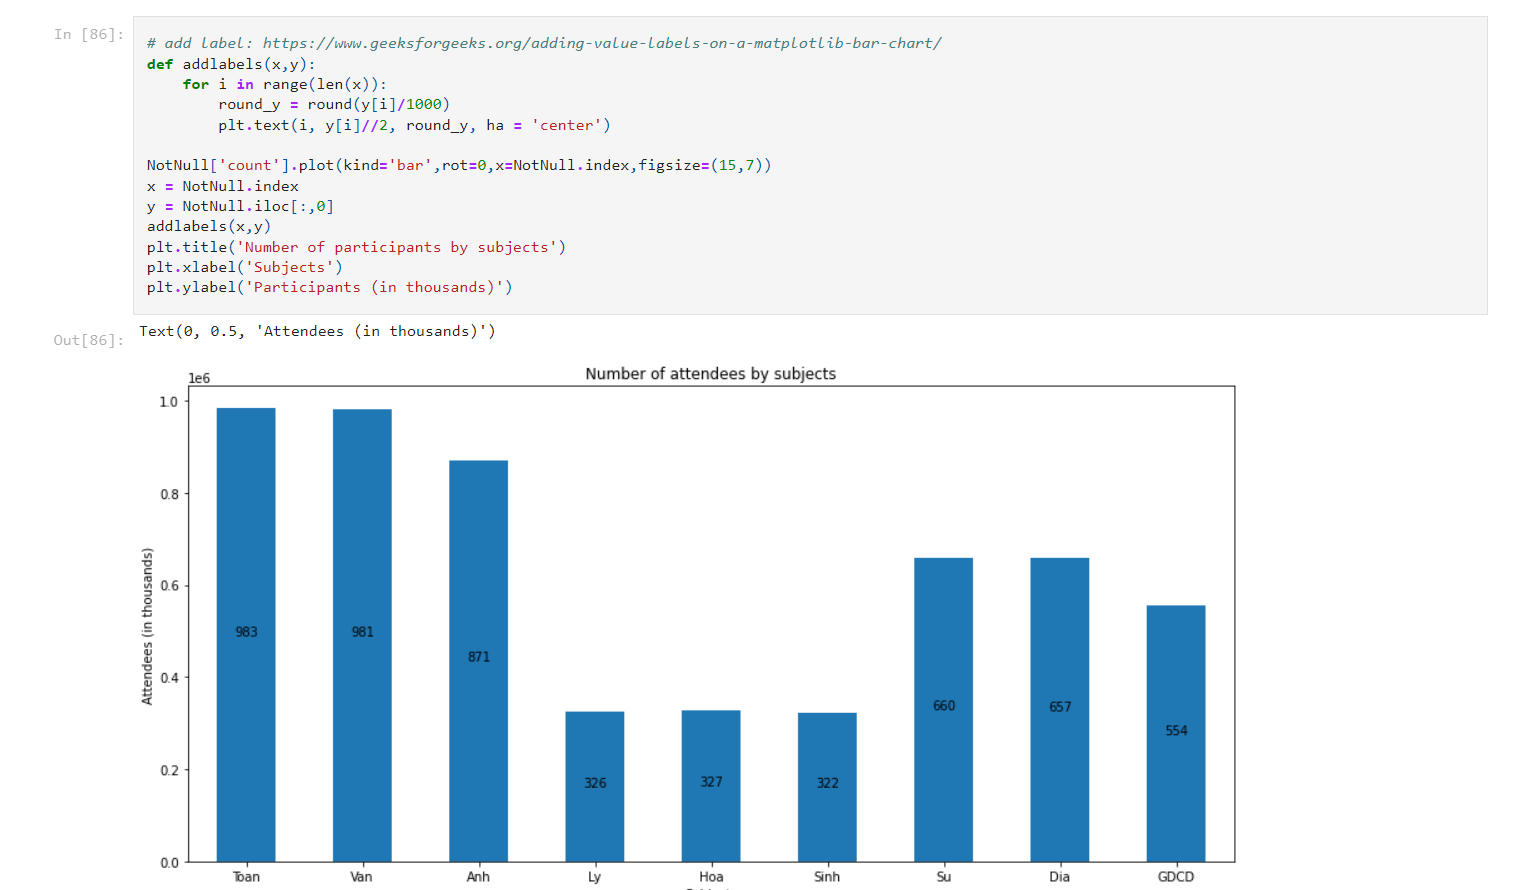 In [86]:
# add label: https://www.geeksforgeeks.org/adding-value-labels-on-a-matplotlib-bar-chart/
def addlabels(x,y):
    for i in range(len(x)):
        round_y = round(y[i]/1000)
        plt.text(i, y[i]//2, round_y, ha = 'center')
NotNull['count'].plot(kind='bar',rot=0,x=NotNull.index,figsize=(15,7))
x = NotNull.index
y = NotNull.iloc[:,0]
addlabels(x,y)
plt.title('Number of participants by subjects')
plt.xlabel('Subjects')
plt.ylabel('Participants (in thousands)')
Out[86]:
Text(0, 0.5, 'Attendees (in thousands)')
Number of attendees by subjects
1e6
1.0
0.8
0.6
0.4
0.2
0.0
Attendees (in thousands)
983
981
871
326
327
322
660
657
554
Toan
Van
Anh
Ly
Hoa
Sinh
Su
Dia
GDCD